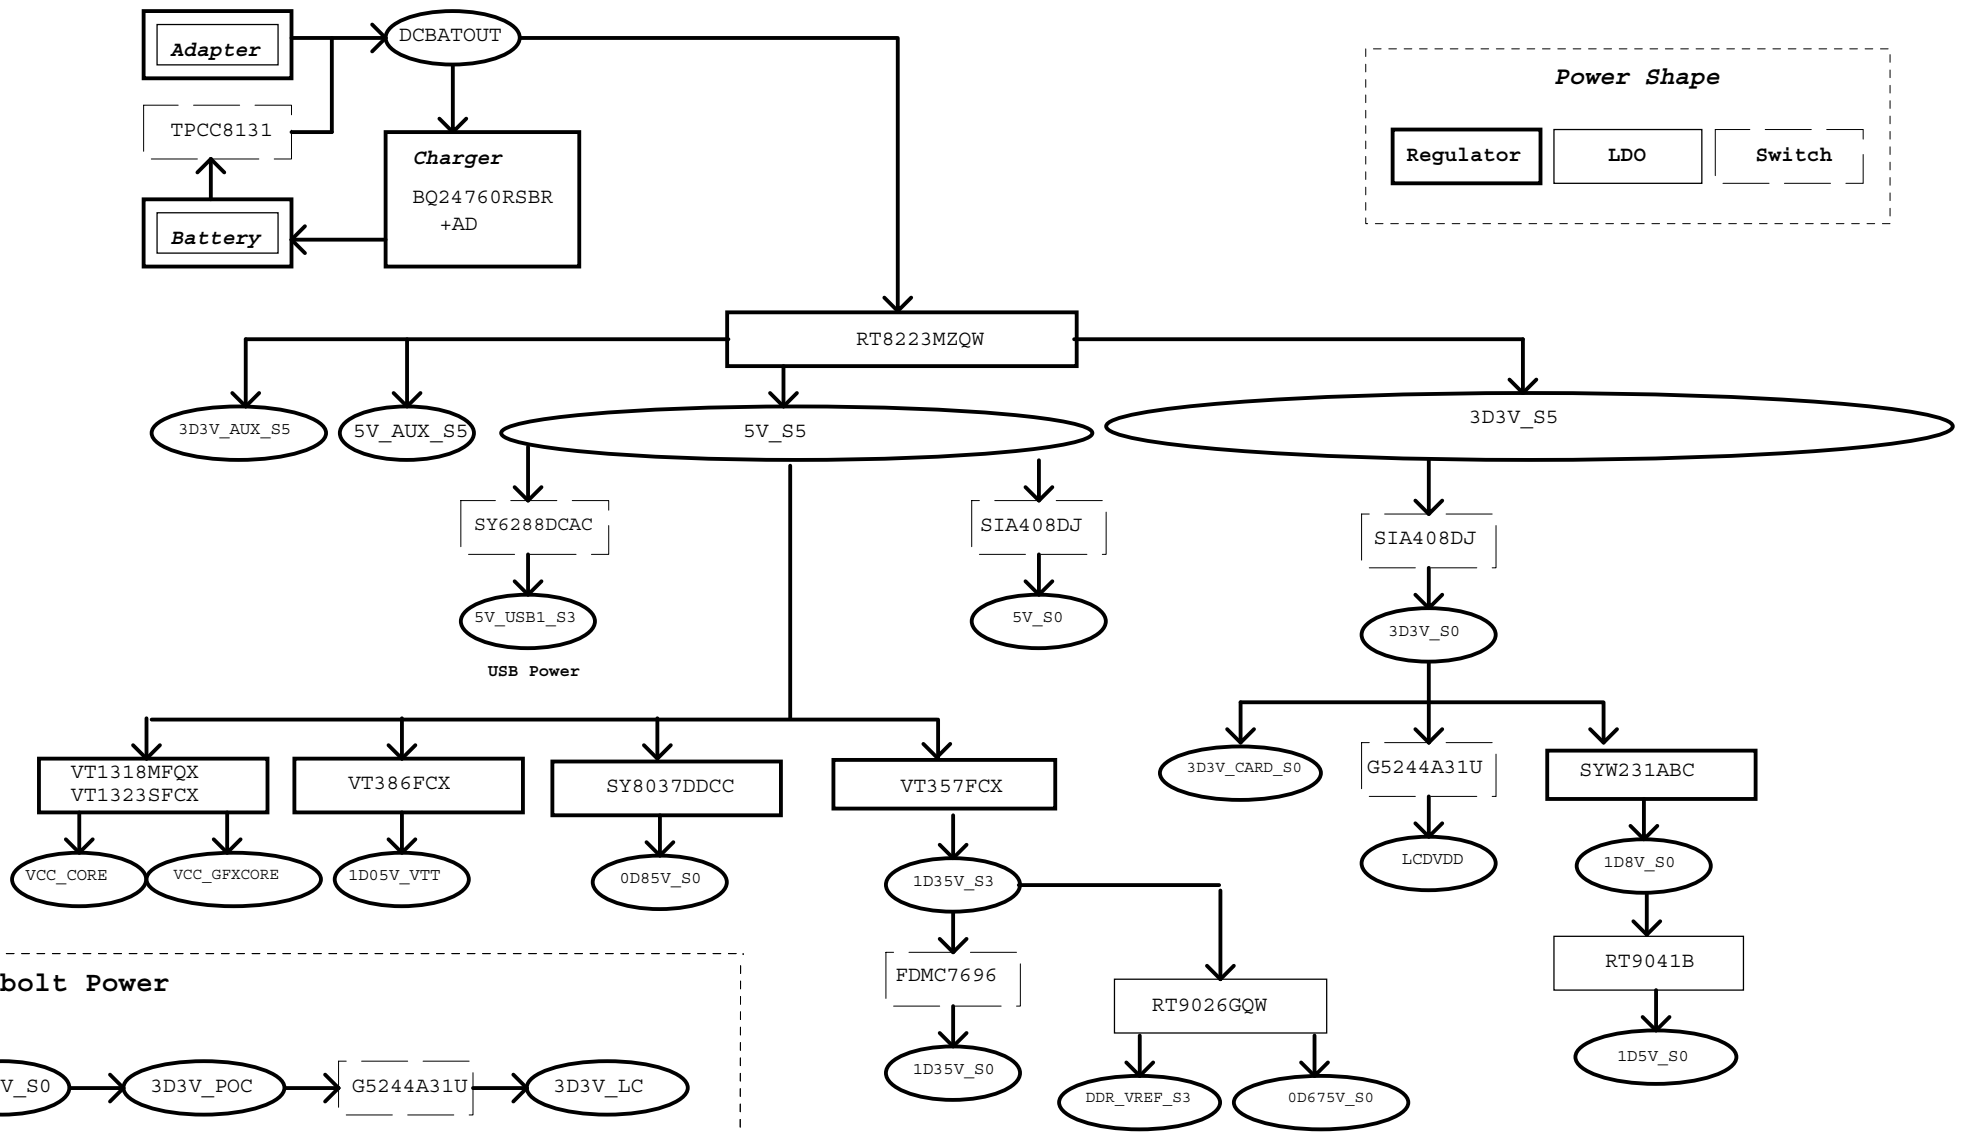 Adapter
DCBATOUT
Power Shape
TPCC8131
Charger
BQ24760RSBR
+AD
Regulator
LDO
Switch
Battery
RT8223MZQW
3D3V_AUX_S5
5V_AUX_S5
5V_S5
3D3V_S5
SY6288DCAC
SIA408DJ
SIA408DJ
5V_USB1_S3
5V_S0
3D3V_S0
USB Power
VT1318MFQX
VT1323SFCX
VT386FCX
SY8037DDCC
VT357FCX
3D3V_CARD_S0
G5244A31U
SYW231ABC
VCC_CORE
VCC_GFXCORE
1D05V_VTT
0D85V_S0
1D35V_S3
LCDVDD
1D8V_S0
bolt Power
FDMC7696
RT9026GQW
RT9041B
V_S0
3D3V_POC
G5244A31U
3D3V_LC
1D35V_S0
DDR_VREF_S3
0D675V_S0
1D5V_S0